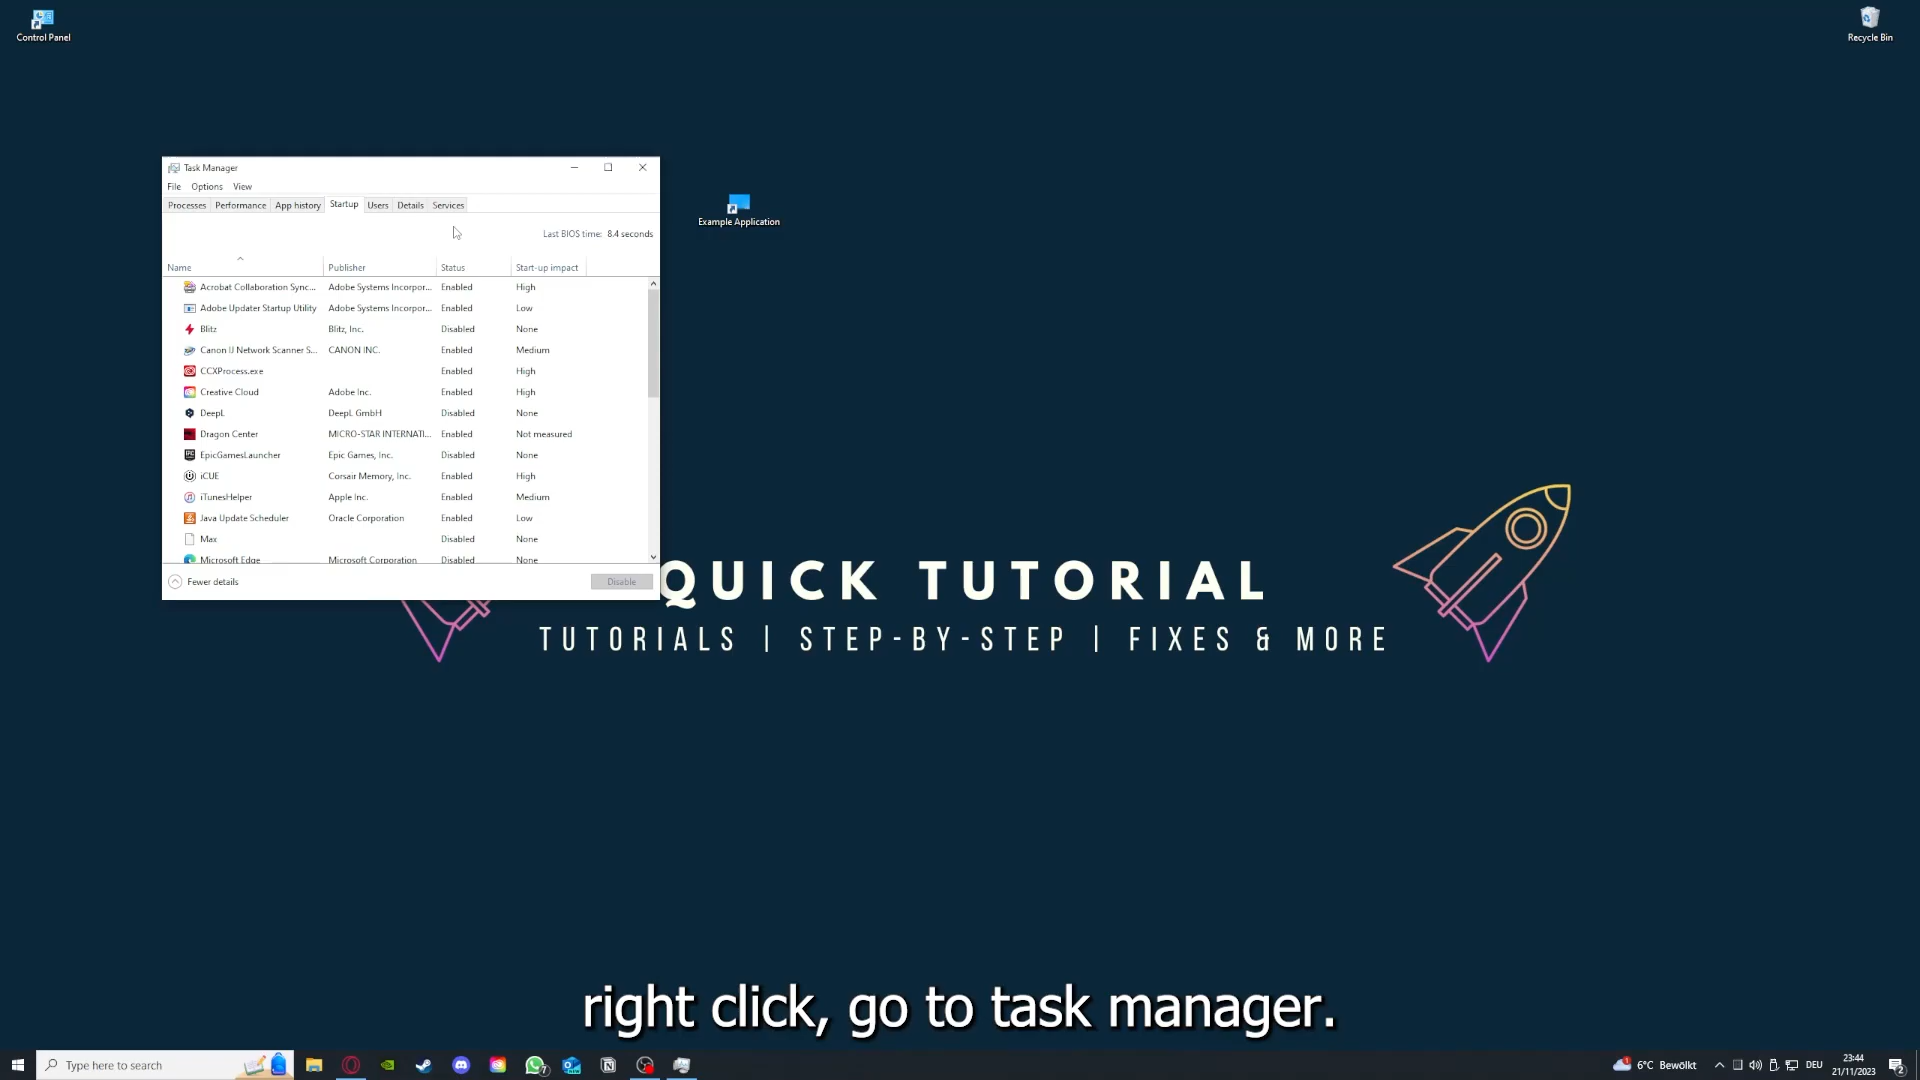 Control Panel
Recycle Bin
Task Manager
File Options View
Processes Performance App history Startup Users Details Services
Example Application
Last BIOS time: 8.4 seconds
Name Publisher Status Start-up impact
Acrobat Collaboration Sync... Adobe Systems Incorpor... Enabled High
Adobe Updater Startup Utility Adobe Systems Incorpor... Enabled Low
Blitz Blitz, Inc. Disabled None
Canon IJ Network Scanner S... CANON INC. Enabled Medium
CCXProcess.exe Enabled High
Creative Cloud Adobe Inc. Enabled High
DeepL DeepL GmbH Disabled None
Dragon Center MICRO-STAR INTERNATI... Enabled Not measured
EpicGamesLauncher Epic Games, Inc. Disabled None
iCUE Corsair Memory, Inc. Enabled High
iTunesHelper Apple Inc. Enabled Medium
Java Update Scheduler Oracle Corporation Enabled Low
Max Disabled None
Microsoft Edge Microsoft Corporation Disabled None
Fewer details Disable
QUICK TUTORIAL
TUTORIALS | STEP-BY-STEP | FIXES & MORE
right click, go to task manager.
Type here to search
6°C Bewölkt
DEU
23:44
21/11/2023